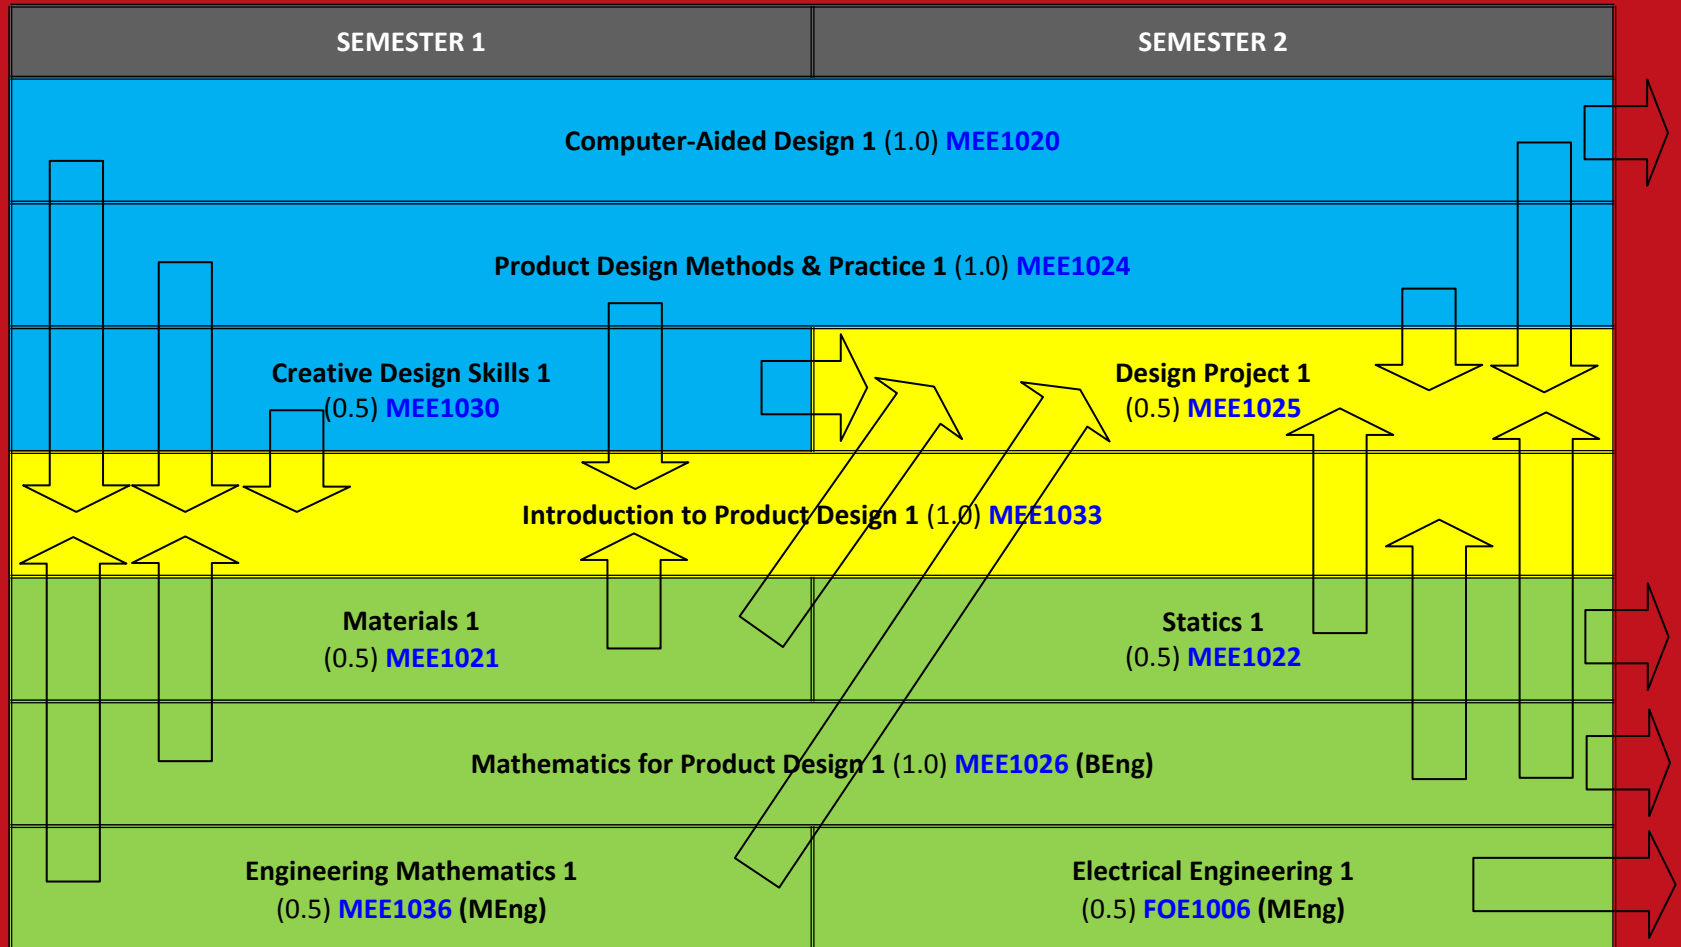 SEMESTER 1
SEMESTER 2
Computer-Aided Design 1 (1.0) MEE1020
Product Design Methods & Practice 1 (1.0) MEE1024
Creative Design Skills 1
(0.5) MEE1030
Design Project 1
(0.5) MEE1025
Introduction to Product Design 1 (1.0) MEE1033
Materials 1
(0.5) MEE1021
Statics 1
(0.5) MEE1022
Mathematics for Product Design 1 (1.0) MEE1026 (BEng)
Engineering Mathematics 1
(0.5) MEE1036 (MEng)
Electrical Engineering 1
(0.5) FOE1006 (MEng)